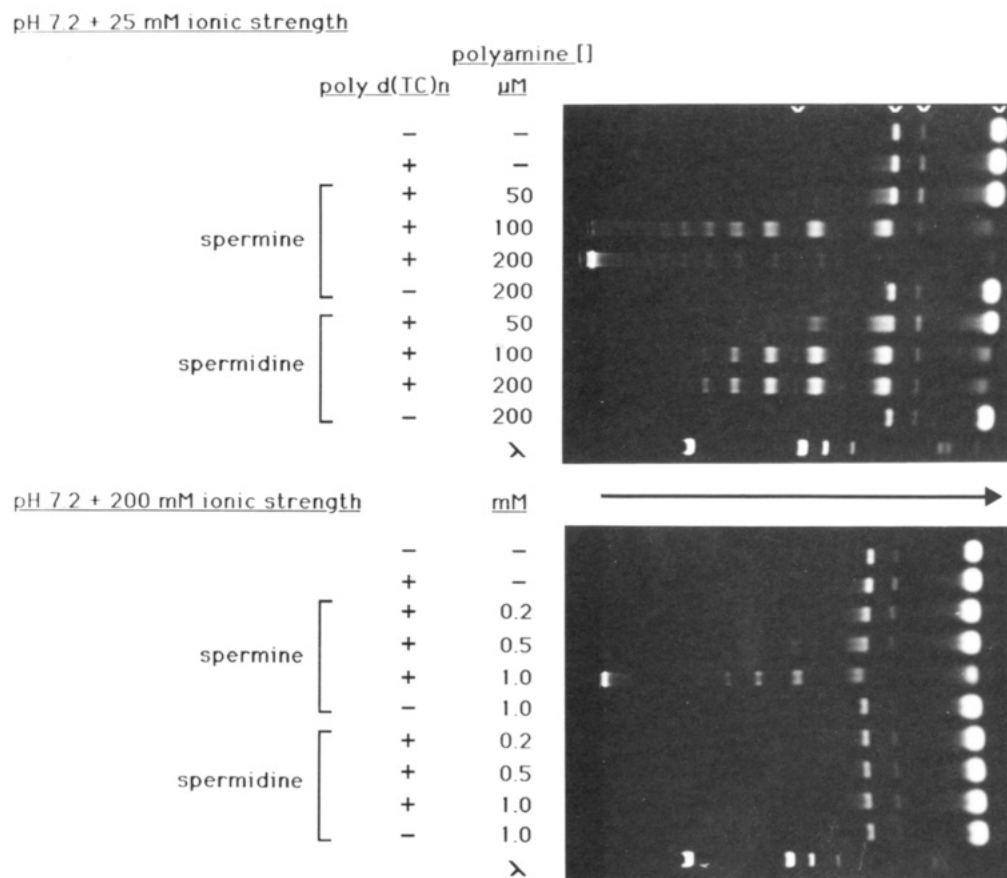 pH 7.2 + 25 mM ionic strength
polyamine []
poly d(TC)n µM
− −
+ −
+ 50
+ 100
spermine
+ 200
− 200
+ 50
+ 100
spermidine
+ 200
− 200
λ
pH 7.2 + 200 mM ionic strength mM
− −
+ −
+ 0.2
+ 0.5
spermine
+ 1.0
− 1.0
+ 0.2
+ 0.5
spermidine
+ 1.0
− 1.0
λ